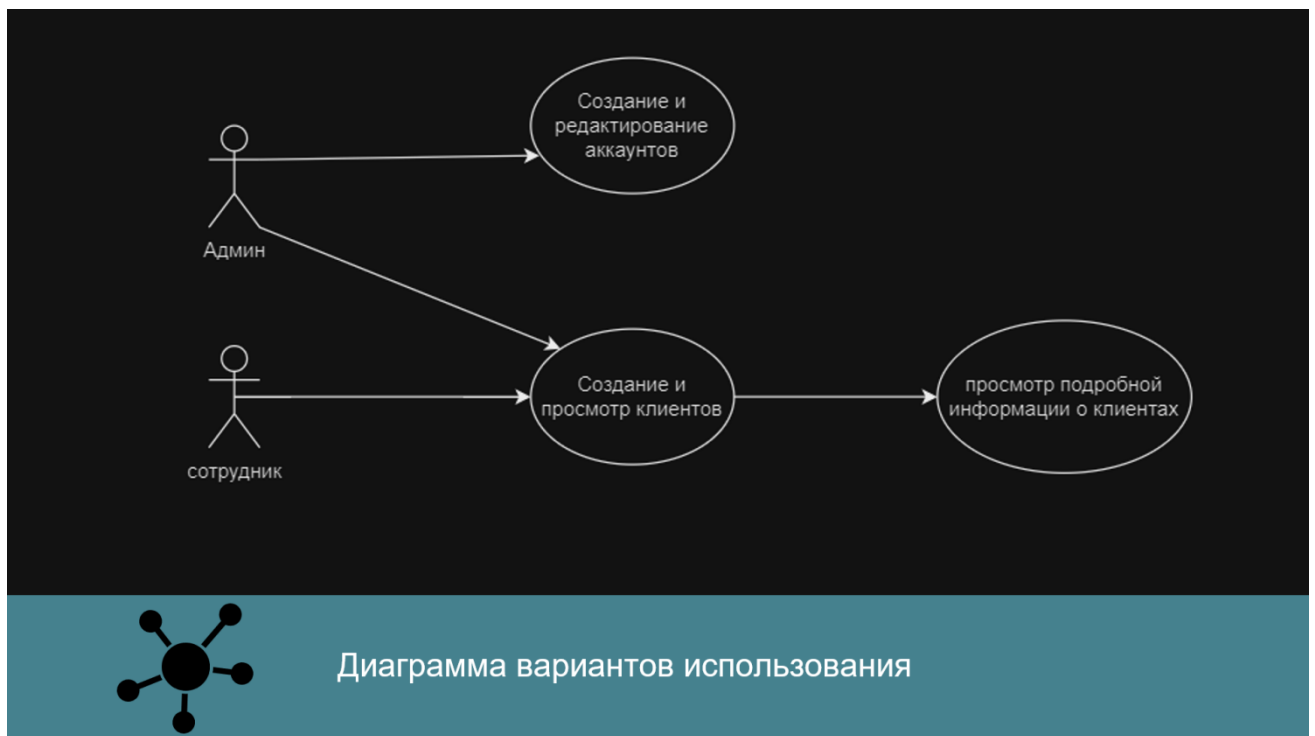 Создание и
редактирование
аккаунтов
Админ
Создание и
просмотр клиентов
просмотр подробной
информации о клиентах
сотрудник
Диаграмма вариантов использования